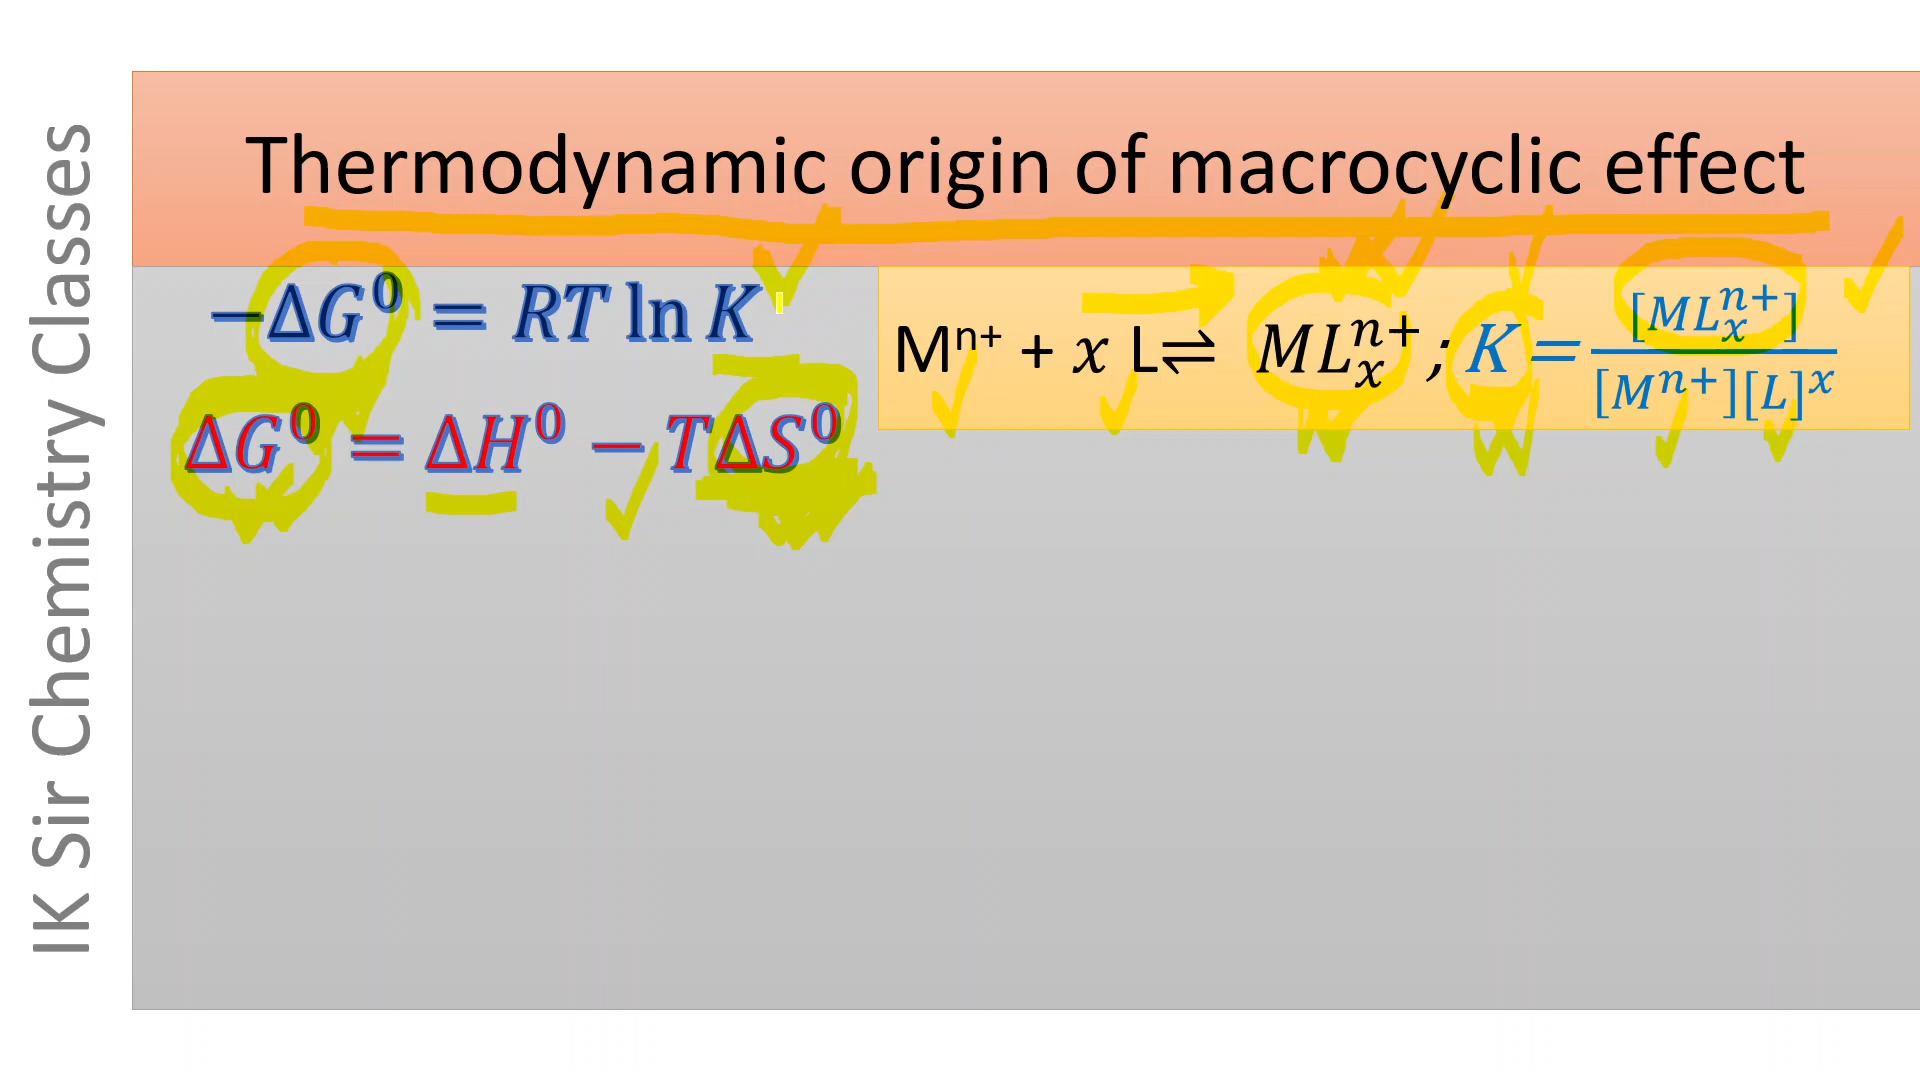 IK Sir Chemistry Classes
Thermodynamic origin of macrocyclic effect
−ΔG⁰ = RT ln K
ΔG⁰ = ΔH⁰ − TΔS⁰
Mⁿ⁺ + x L⇌ MLₓⁿ⁺ ; K = [MLₓⁿ⁺] / [Mⁿ⁺][L]ˣ